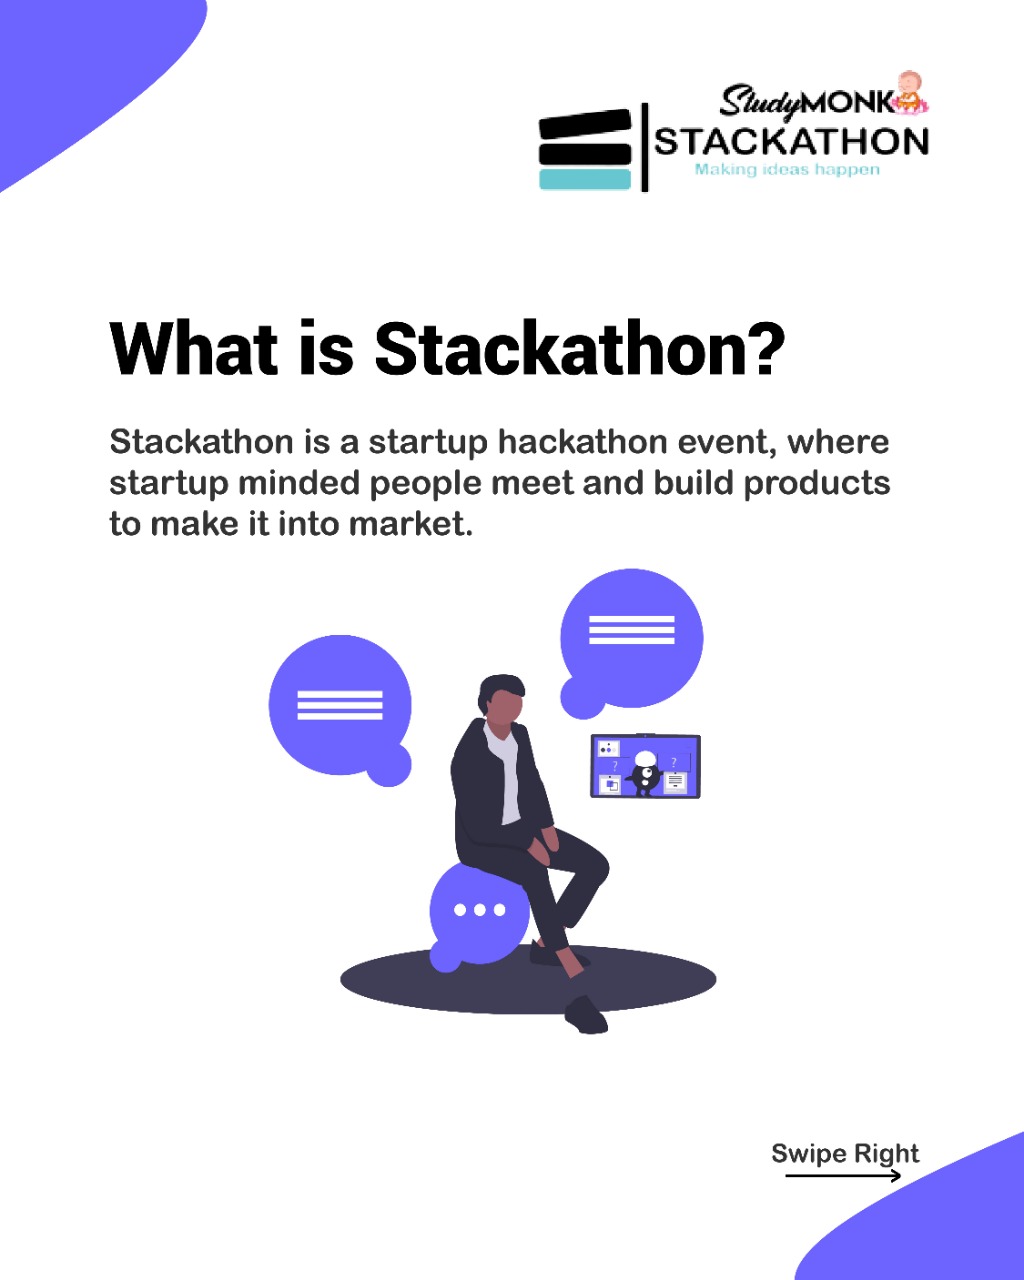 StudyMONK
STACKATHON
Making ideas happen
What is Stackathon?
Stackathon is a startup hackathon event, where
startup minded people meet and build products
to make it into market.
? ?
Swipe Right